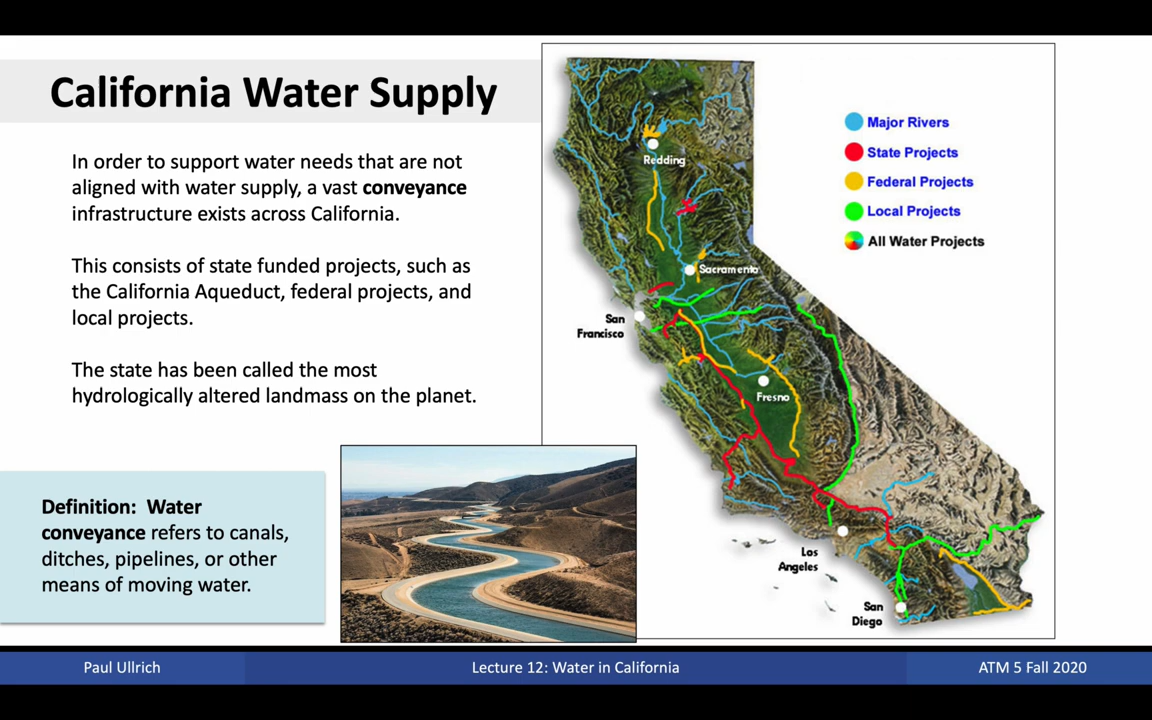 California Water Supply
In order to support water needs that are not
aligned with water supply, a vast conveyance
infrastructure exists across California.
This consists of state funded projects, such as
the California Aqueduct, federal projects, and
local projects.
The state has been called the most
hydrologically altered landmass on the planet.
Definition: Water
conveyance refers to canals,
ditches, pipelines, or other
means of moving water.
Major Rivers
State Projects
Federal Projects
Local Projects
All Water Projects
Redding
Sacramento
San
Francisco
Fresno
Los
Angeles
San
Diego
Paul Ullrich
Lecture 12: Water in California
ATM 5 Fall 2020